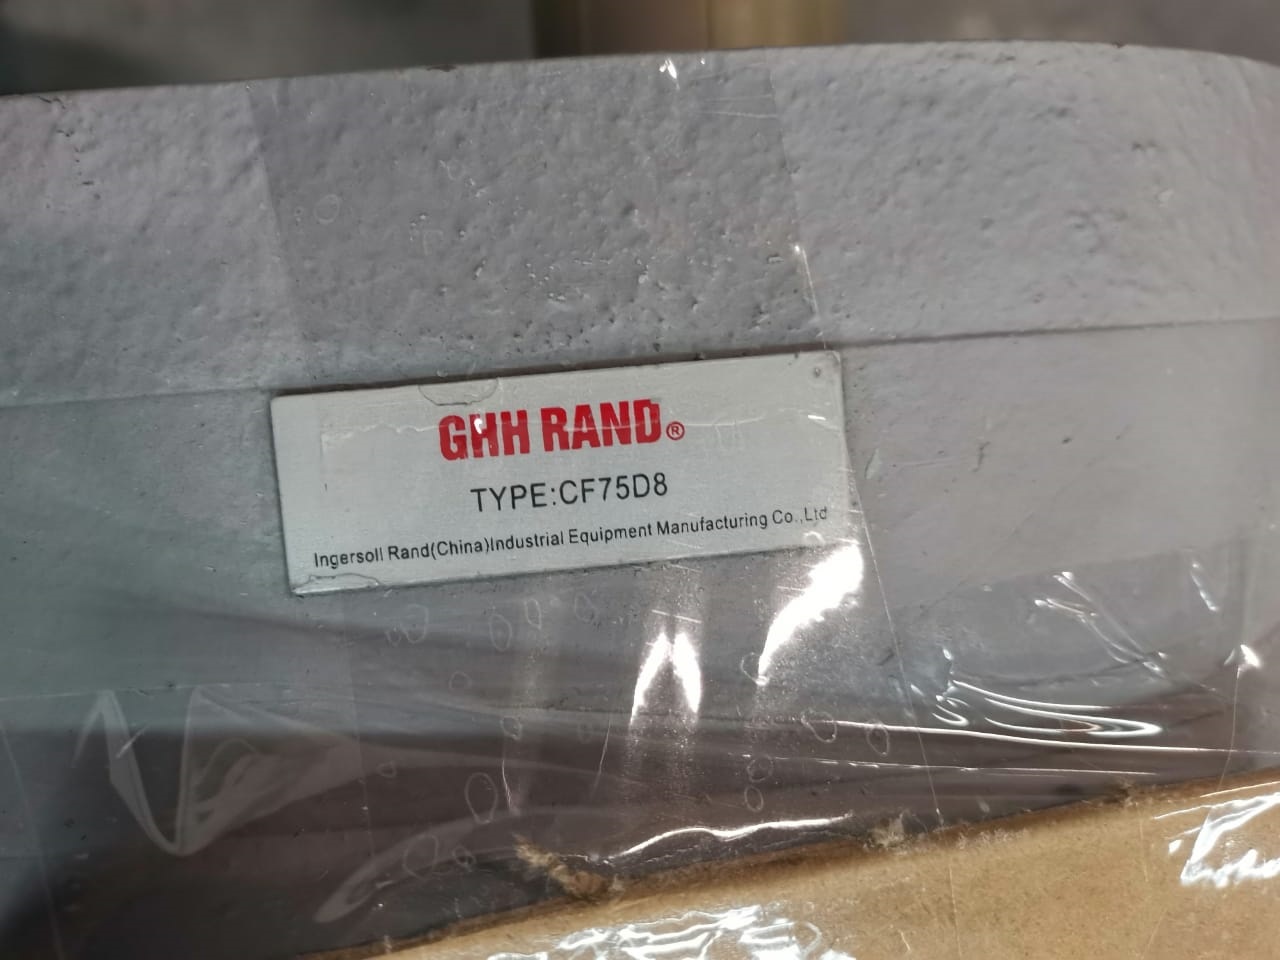 GHH RAND®
TYPE:CF75D8
Ingersoll Rand(China)Industrial Equipment Manufacturing Co.,Ltd